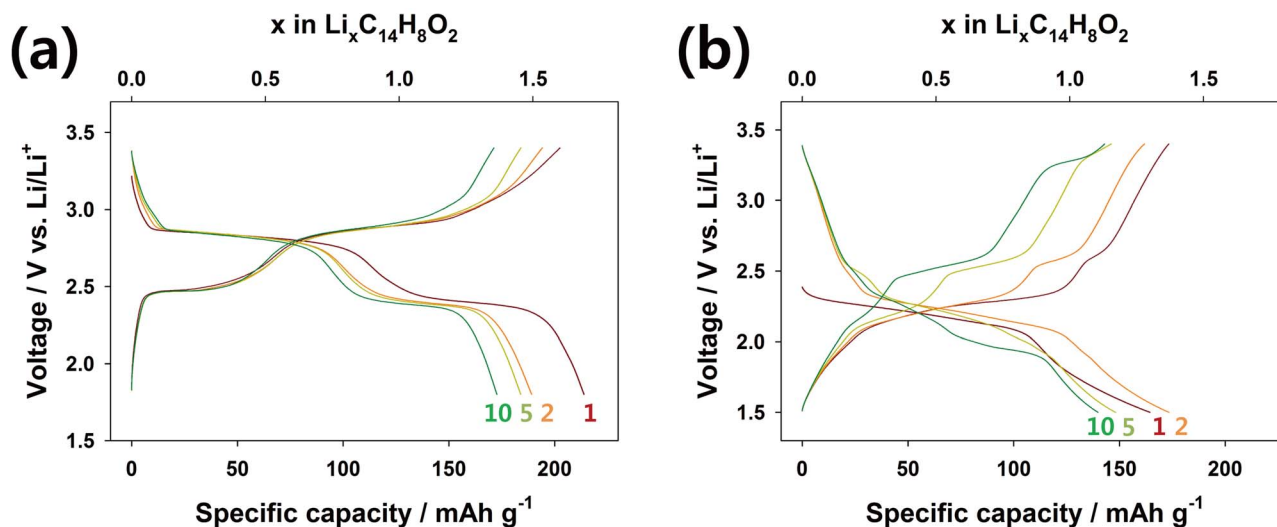 (a)
x in LiₓC₁₄H₈O₂
0.0 0.5 1.0 1.5
Voltage / V vs. Li/Li⁺
3.5
3.0
2.5
2.0
1.5
10 5 2 1
0 50 100 150 200
Specific capacity / mAh g⁻¹
(b)
x in LiₓC₁₄H₈O₂
0.0 0.5 1.0 1.5
Voltage / V vs. Li/Li⁺
3.5
3.0
2.5
2.0
1.5
10 5 1 2
0 50 100 150 200
Specific capacity / mAh g⁻¹